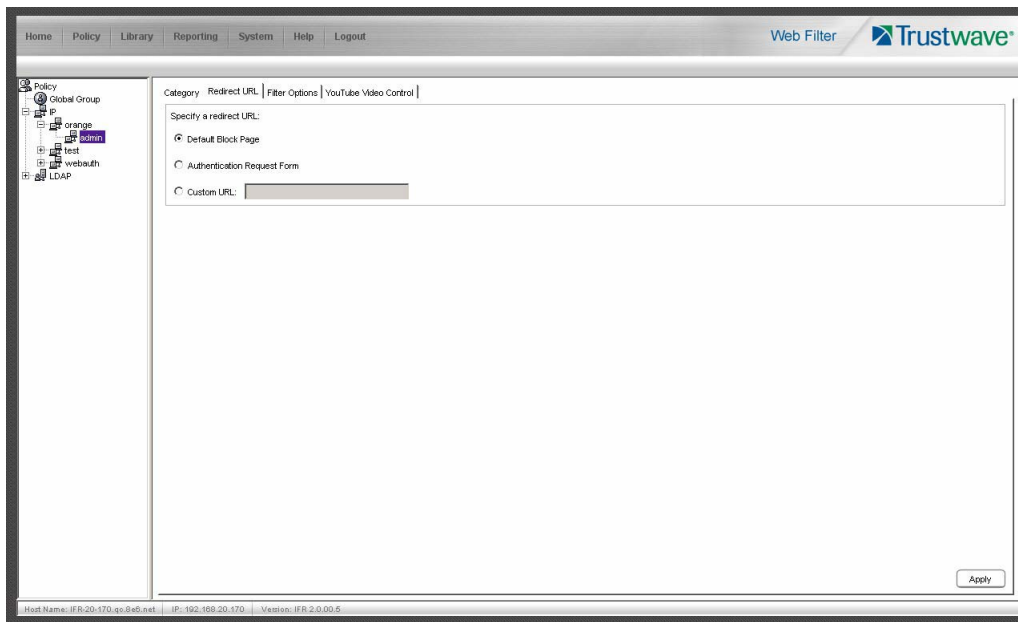 Home Policy Library Reporting System Help Logout
Web Filter
Trustwave®
Policy
Global Group
IP
orange
admin
test
webauth
LDAP
Category Redirect URL Filter Options YouTube Video Control
Specify a redirect URL:
Default Block Page
Authentication Request Form
Custom URL:
Apply
Host Name: IFR-20-170.qc.8e6.net IP: 192.168.20.170 Version: IFR 2.0.00.5